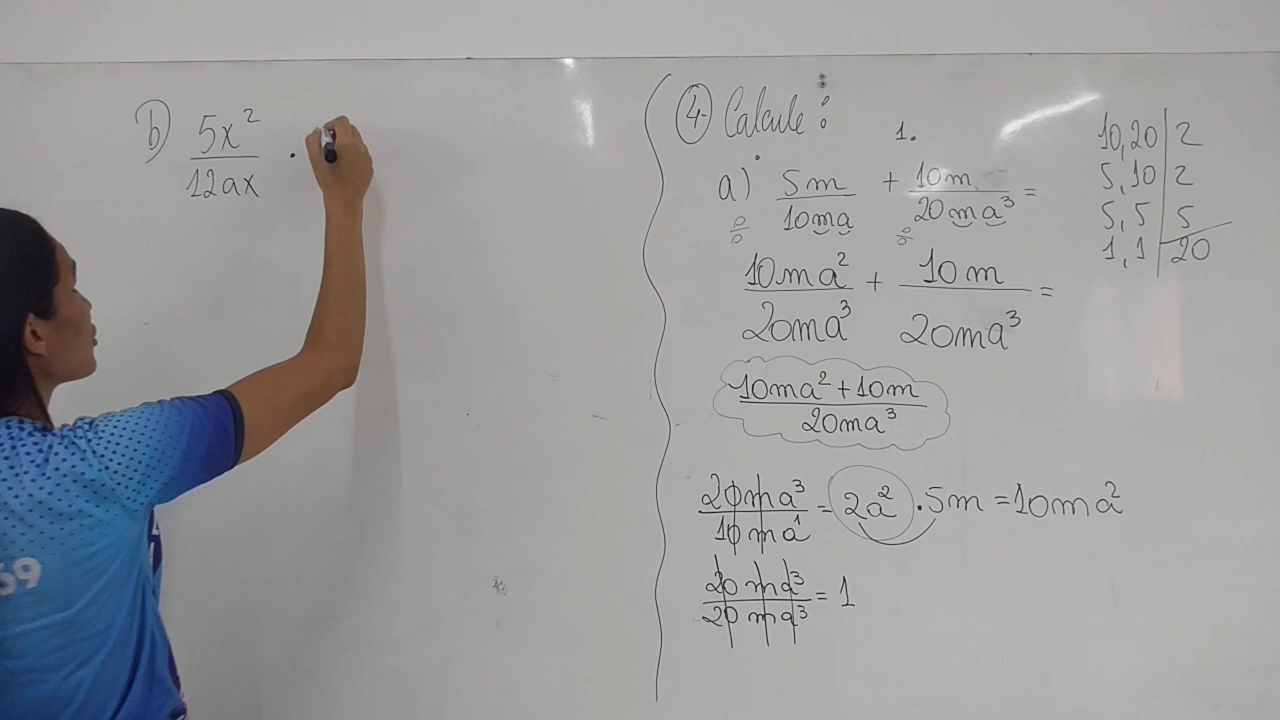 b) 5x² / 12ax ·
④ Calcule:
1.
a) 5m / 10ma + 10m / 20ma³ =
÷ ÷
10ma² / 20ma³ + 10m / 20ma³ =
10ma² + 10m / 20ma³
20ma³ / 10ma¹ = 2a² · 5m = 10ma²
20ma³ / 20ma³ = 1
10, 20 | 2
5, 10 | 2
5, 5 | 5
1, 1 | 20
69